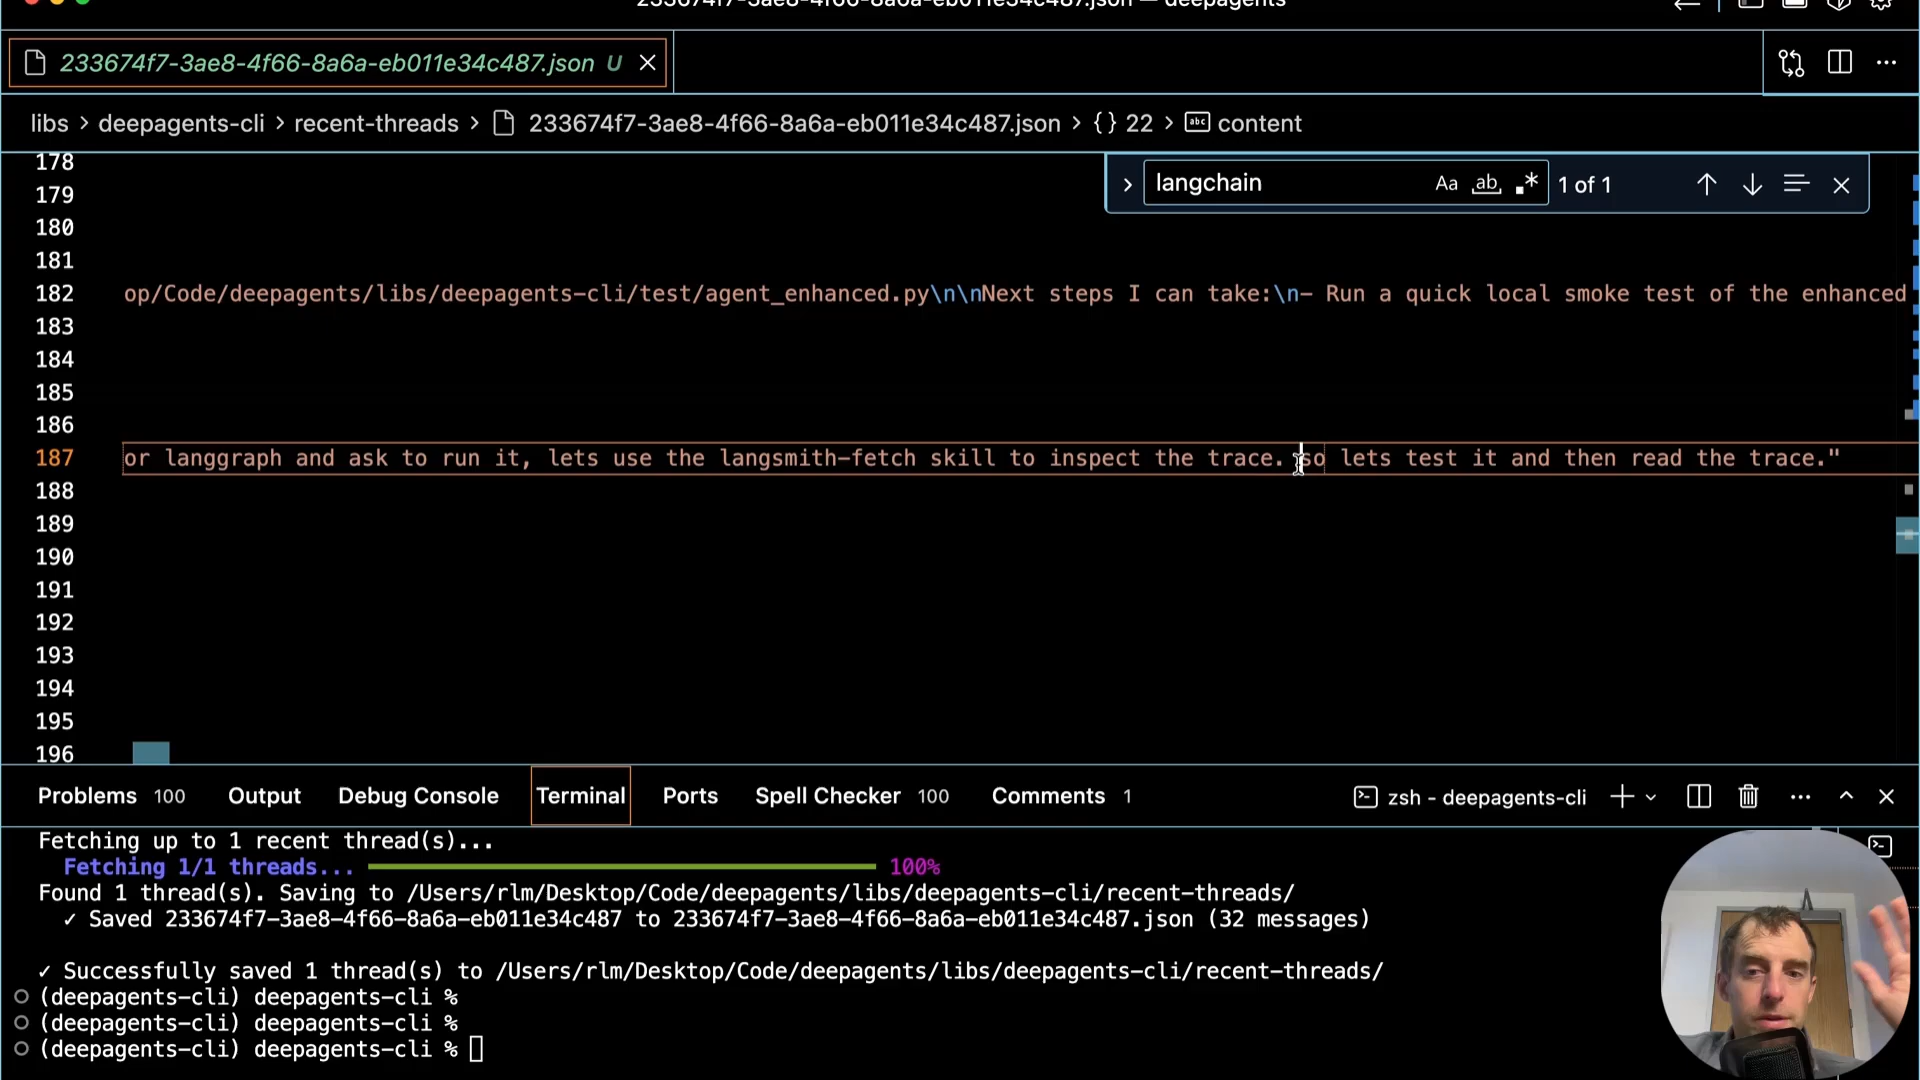 233674f7-3ae8-4f66-8a6a-eb011e34c487.json — deepagents
233674f7-3ae8-4f66-8a6a-eb011e34c487.json U
libs > deepagents-cli > recent-threads > 233674f7-3ae8-4f66-8a6a-eb011e34c487.json > {} 22 > abc content
langchain Aa ab .* 1 of 1
178
179
180
181
182 op/Code/deepagents/libs/deepagents-cli/test/agent_enhanced.py\n\nNext steps I can take:\n- Run a quick local smoke test of the enhanced
183
184
185
186
187 or langgraph and ask to run it, lets use the langsmith-fetch skill to inspect the trace. so lets test it and then read the trace."
188
189
190
191
192
193
194
195
196
Problems 100 Output Debug Console Terminal Ports Spell Checker 100 Comments 1 zsh - deepagents-cli
Fetching up to 1 recent thread(s)...
Fetching 1/1 threads... 100%
Found 1 thread(s). Saving to /Users/rlm/Desktop/Code/deepagents/libs/deepagents-cli/recent-threads/
✓ Saved 233674f7-3ae8-4f66-8a6a-eb011e34c487 to 233674f7-3ae8-4f66-8a6a-eb011e34c487.json (32 messages)
✓ Successfully saved 1 thread(s) to /Users/rlm/Desktop/Code/deepagents/libs/deepagents-cli/recent-threads/
(deepagents-cli) deepagents-cli %
(deepagents-cli) deepagents-cli %
(deepagents-cli) deepagents-cli %